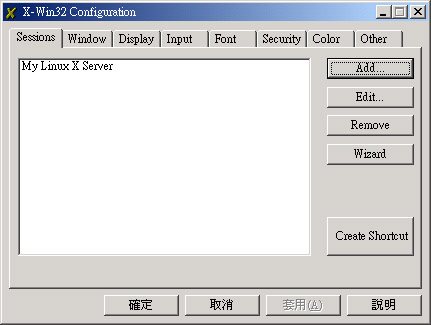 X-Win32 Configuration
Sessions Window Display Input Font Security Color Other
My Linux X Server
Add...
Edit...
Remove
Wizard
Create Shortcut
確定 取消 套用(A) 說明